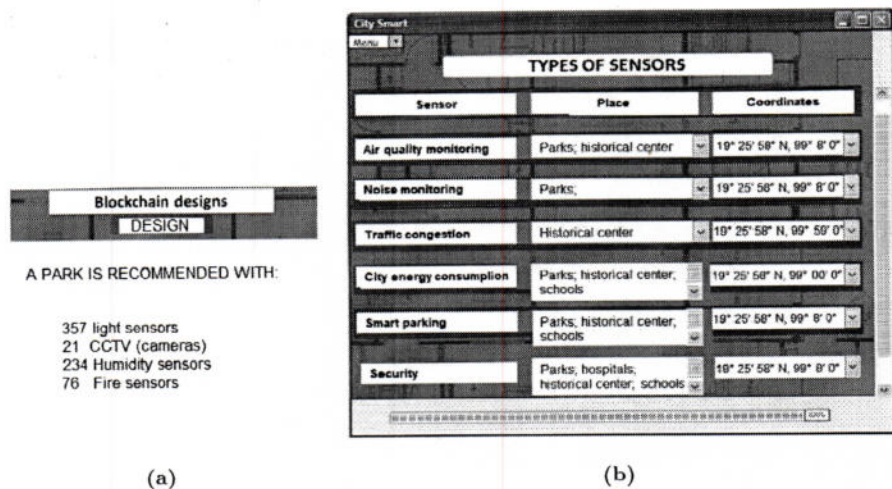 Blockchain designs
DESIGN
A PARK IS RECOMMENDED WITH:
357 light sensors
21 CCTV (cameras)
234 Humidity sensors
76 Fire sensors
(a)
City Smart
Menu
TYPES OF SENSORS
Sensor Place Coordinates
Air quality monitoring Parks; historical center 19° 25' 58" N, 99° 8' 0"
Noise monitoring Parks; 19° 25' 58" N, 99° 8' 0"
Traffic congestion Historical center 19° 25' 58" N, 99° 59' 0"
City energy consumplion Parks; historical center; 19° 25' 58" N, 99° 00' 0"
schools
Smart parking Parks; historical center; 19° 25' 58" N, 99° 8' 0"
schools
Security Parks; hospitals; 19° 25' 58" N, 99° 8' 0"
historical center; schools
100%
(b)